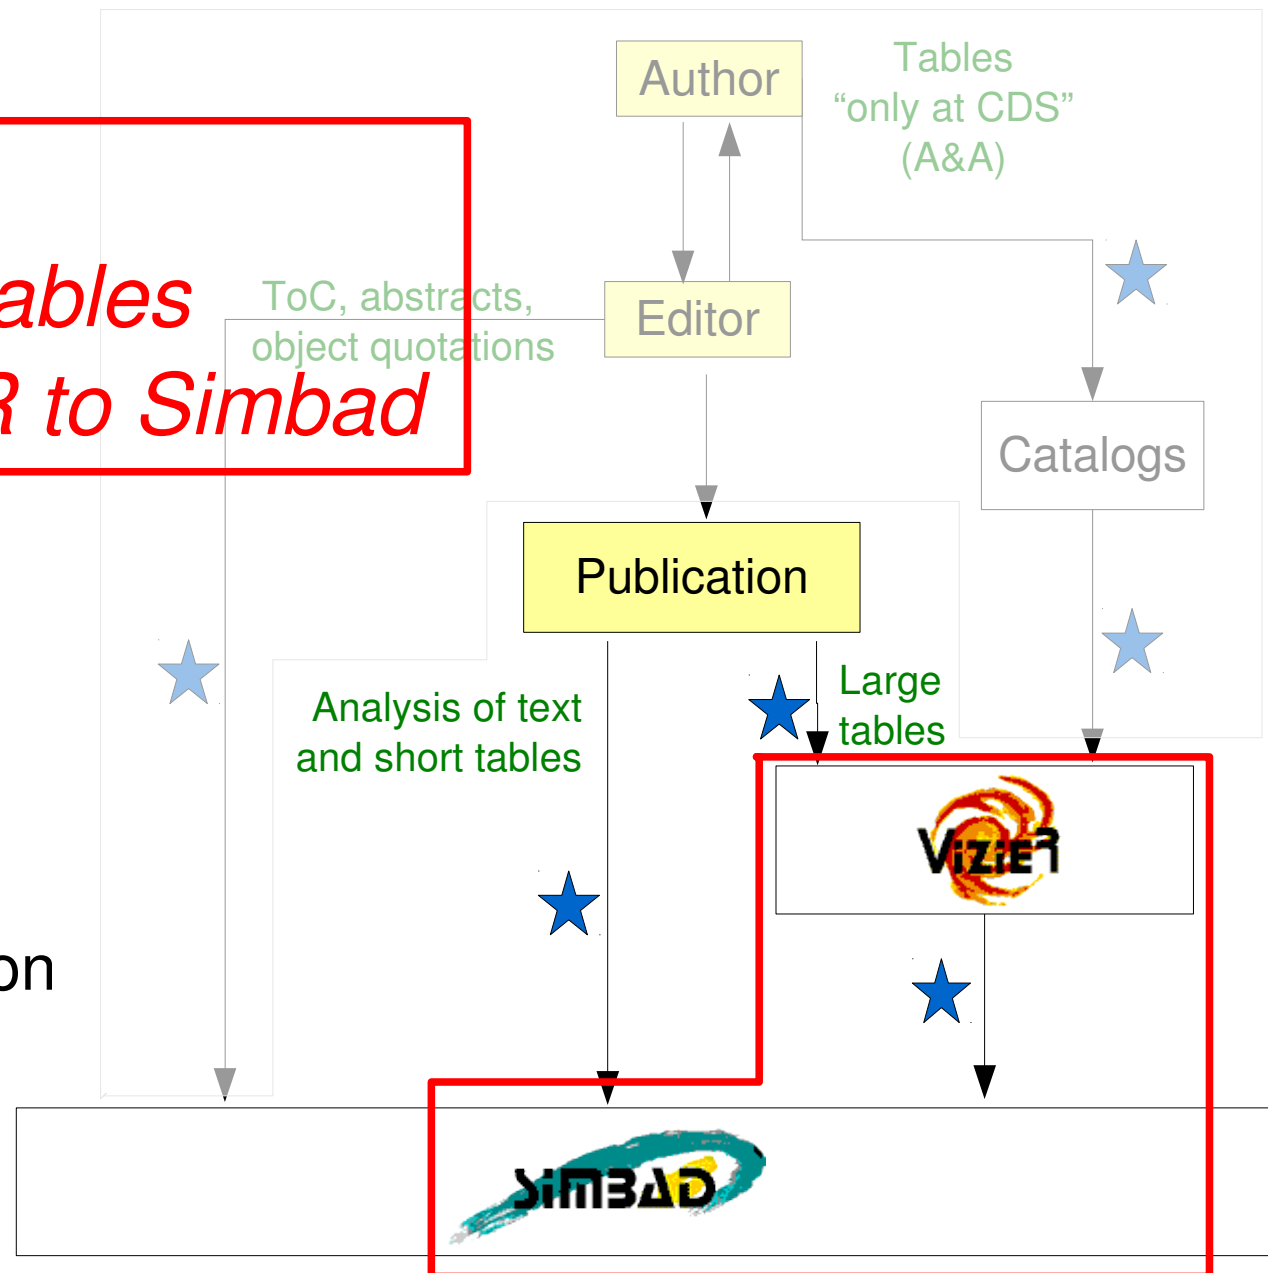 Author
Tables
“only at CDS”
(A&A)
ables
R to Simbad
ToC, abstracts,
object quotations
Editor
Catalogs
Publication
Analysis of text
and short tables
Large
tables
VizieR
on
SIMBAD